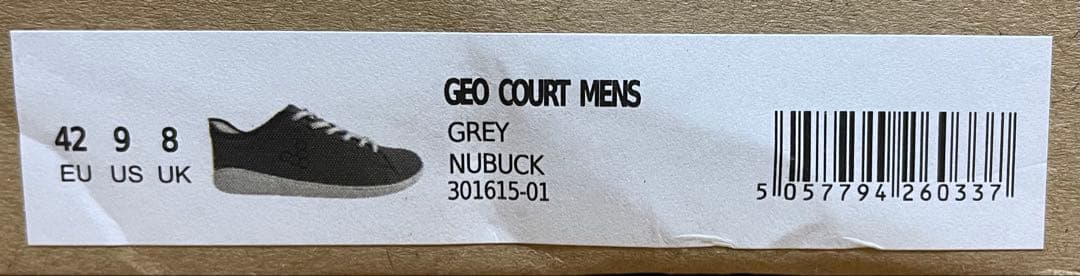 42 9 8
EU US UK
GEO COURT MENS
GREY
NUBUCK
301615-01
5 057794 260337